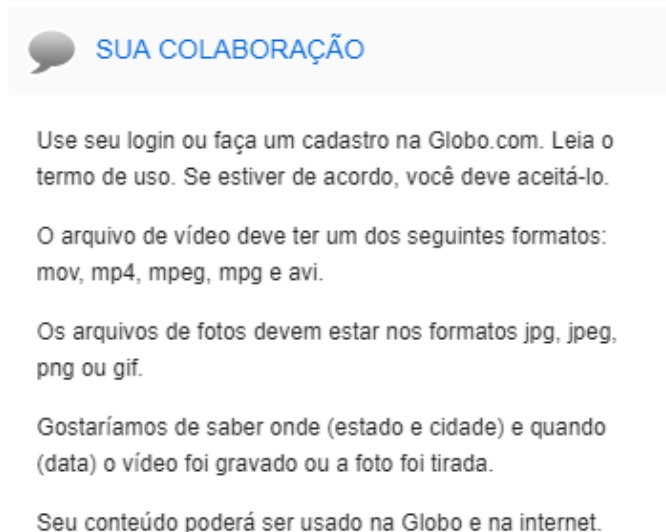 SUA COLABORAÇÃO
Use seu login ou faça um cadastro na Globo.com. Leia o
termo de uso. Se estiver de acordo, você deve aceitá-lo.
O arquivo de vídeo deve ter um dos seguintes formatos:
mov, mp4, mpeg, mpg e avi.
Os arquivos de fotos devem estar nos formatos jpg, jpeg,
png ou gif.
Gostaríamos de saber onde (estado e cidade) e quando
(data) o vídeo foi gravado ou a foto foi tirada.
Seu conteúdo poderá ser usado na Globo e na internet.